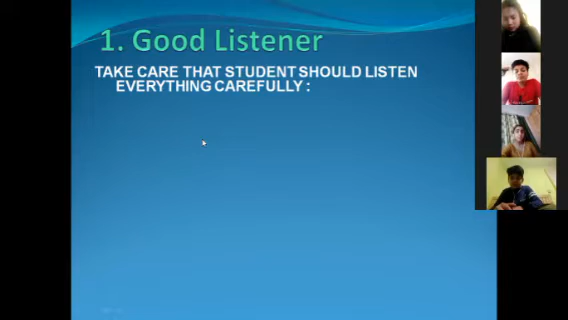 1. Good Listener
TAKE CARE THAT STUDENT SHOULD LISTEN
EVERYTHING CAREFULLY :